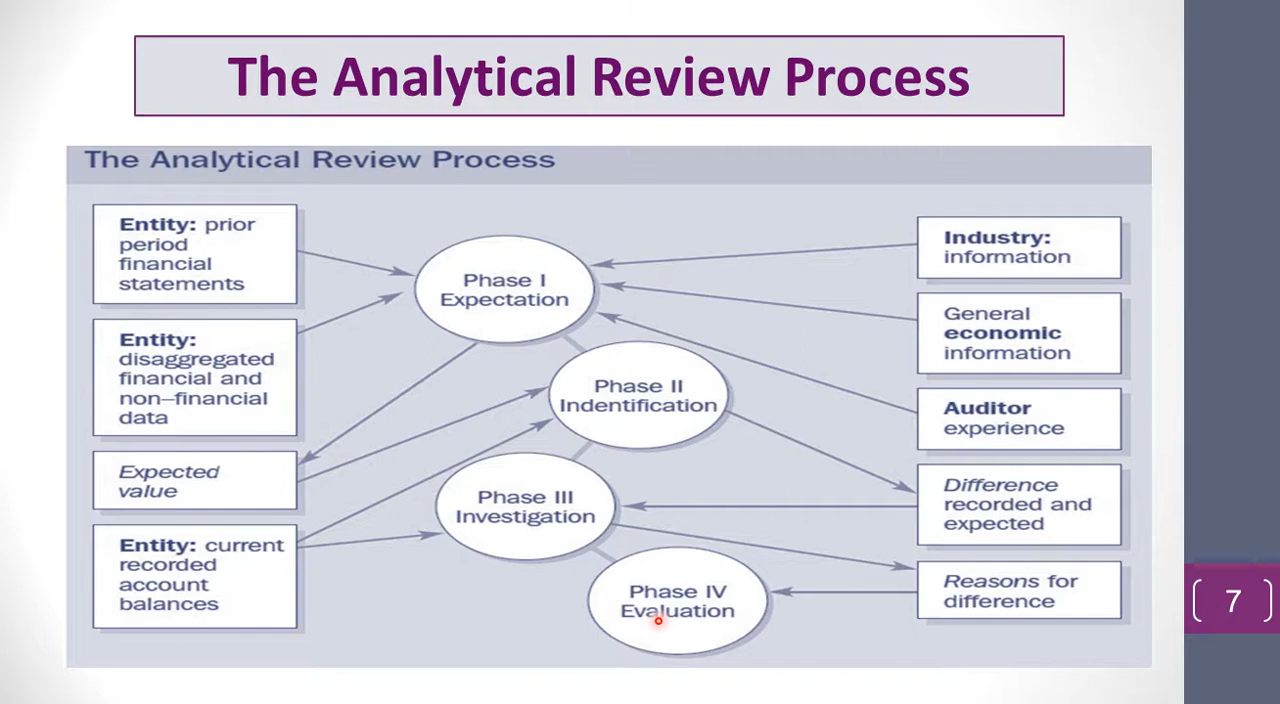 The Analytical Review Process
The Analytical Review Process
Entity: prior
period
financial
statements
Entity:
disaggregated
financial and
non–financial
data
Expected
value
Entity: current
recorded
account
balances
Phase I
Expectation
Phase II
Indentification
Phase III
Investigation
Phase IV
Evaluation
Industry:
information
General
economic
information
Auditor
experience
Difference
recorded and
expected
Reasons for
difference
7